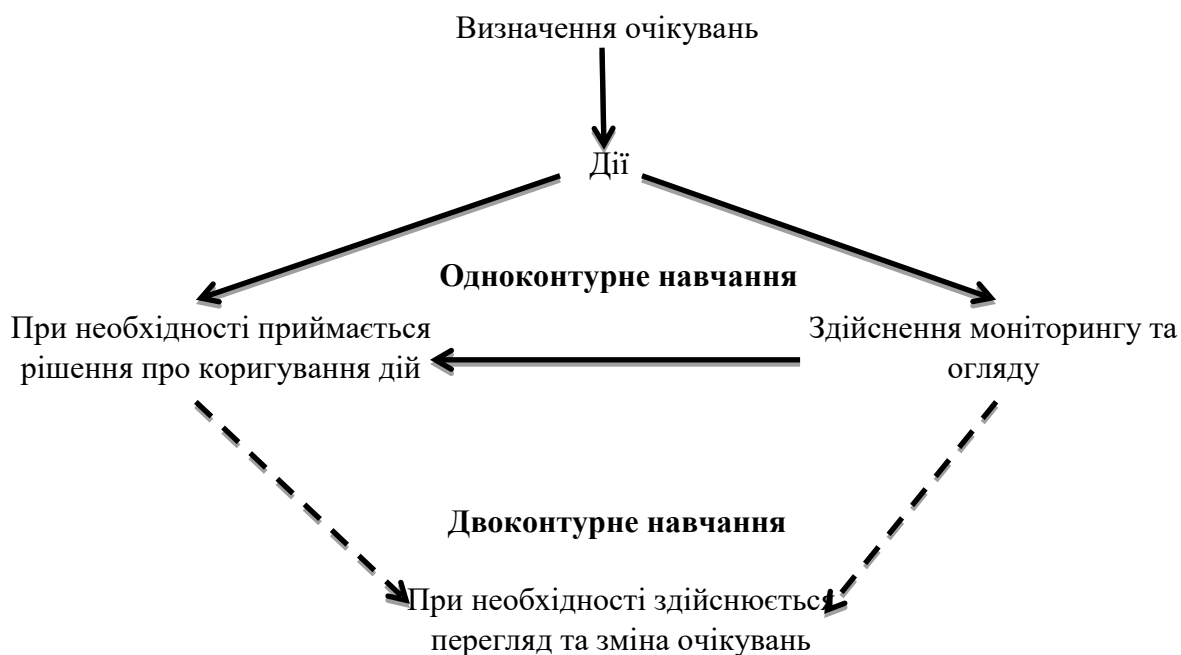 Визначення очікувань
Дії
Одноконтурне навчання
При необхідності приймається
рішення про коригування дій
Здійснення моніторингу та
огляду
Двоконтурне навчання
При необхідності здійснюється
перегляд та зміна очікувань